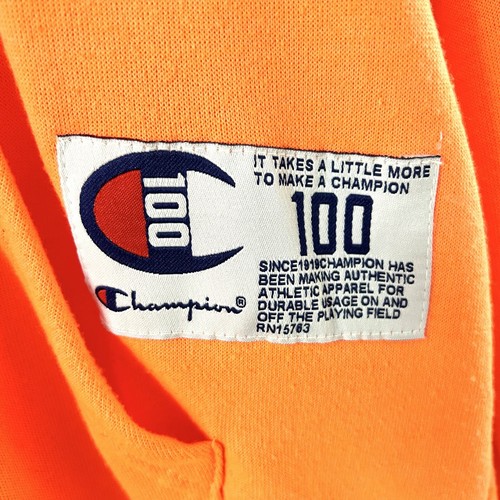 100
Champion®
IT TAKES A LITTLE MORE
TO MAKE A CHAMPION
100
SINCE1919CHAMPION HAS
BEEN MAKING AUTHENTIC
ATHLETIC APPAREL FOR
DURABLE USAGE ON AND
OFF THE PLAYING FIELD
RN15763